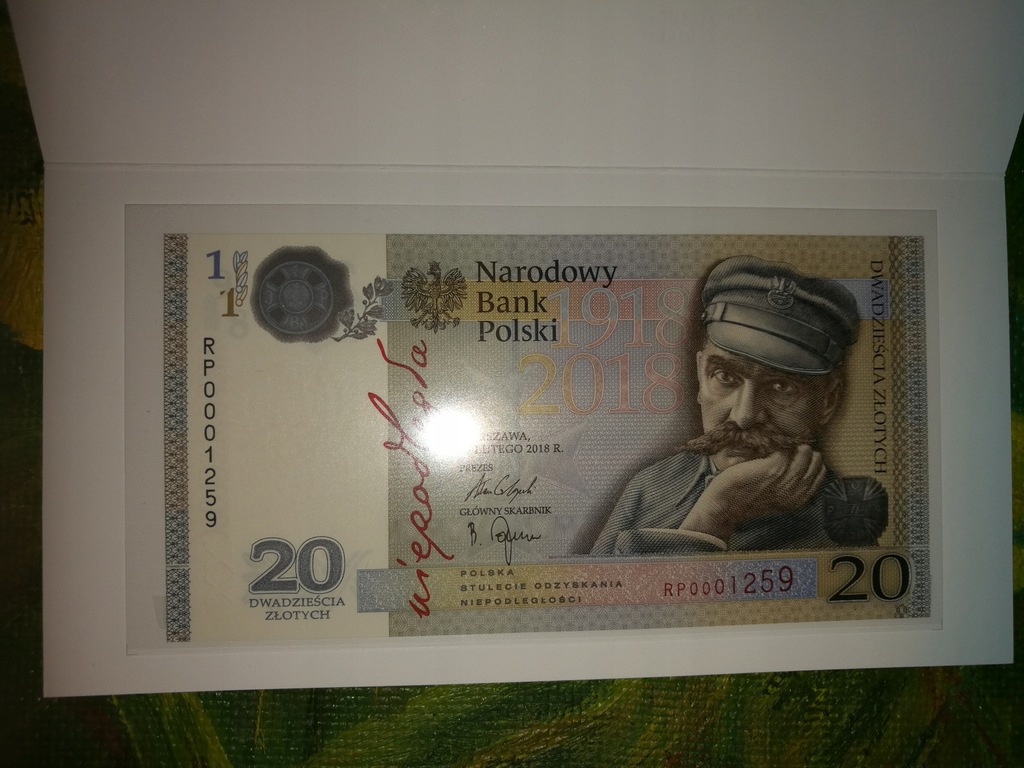 1
1
RP0001259
Narodowy
Bank
Polski
1918
2018
LUTEGO 2018 R.
PREZES
GŁÓWNY SKARBNIK
DWADZIEŚCIA ZŁOTYCH
20
DWADZIEŚCIA
ZŁOTYCH
POLSKA
STULECIE ODZYSKANIA
NIEPODLEGŁOŚCI
RP0001259
20